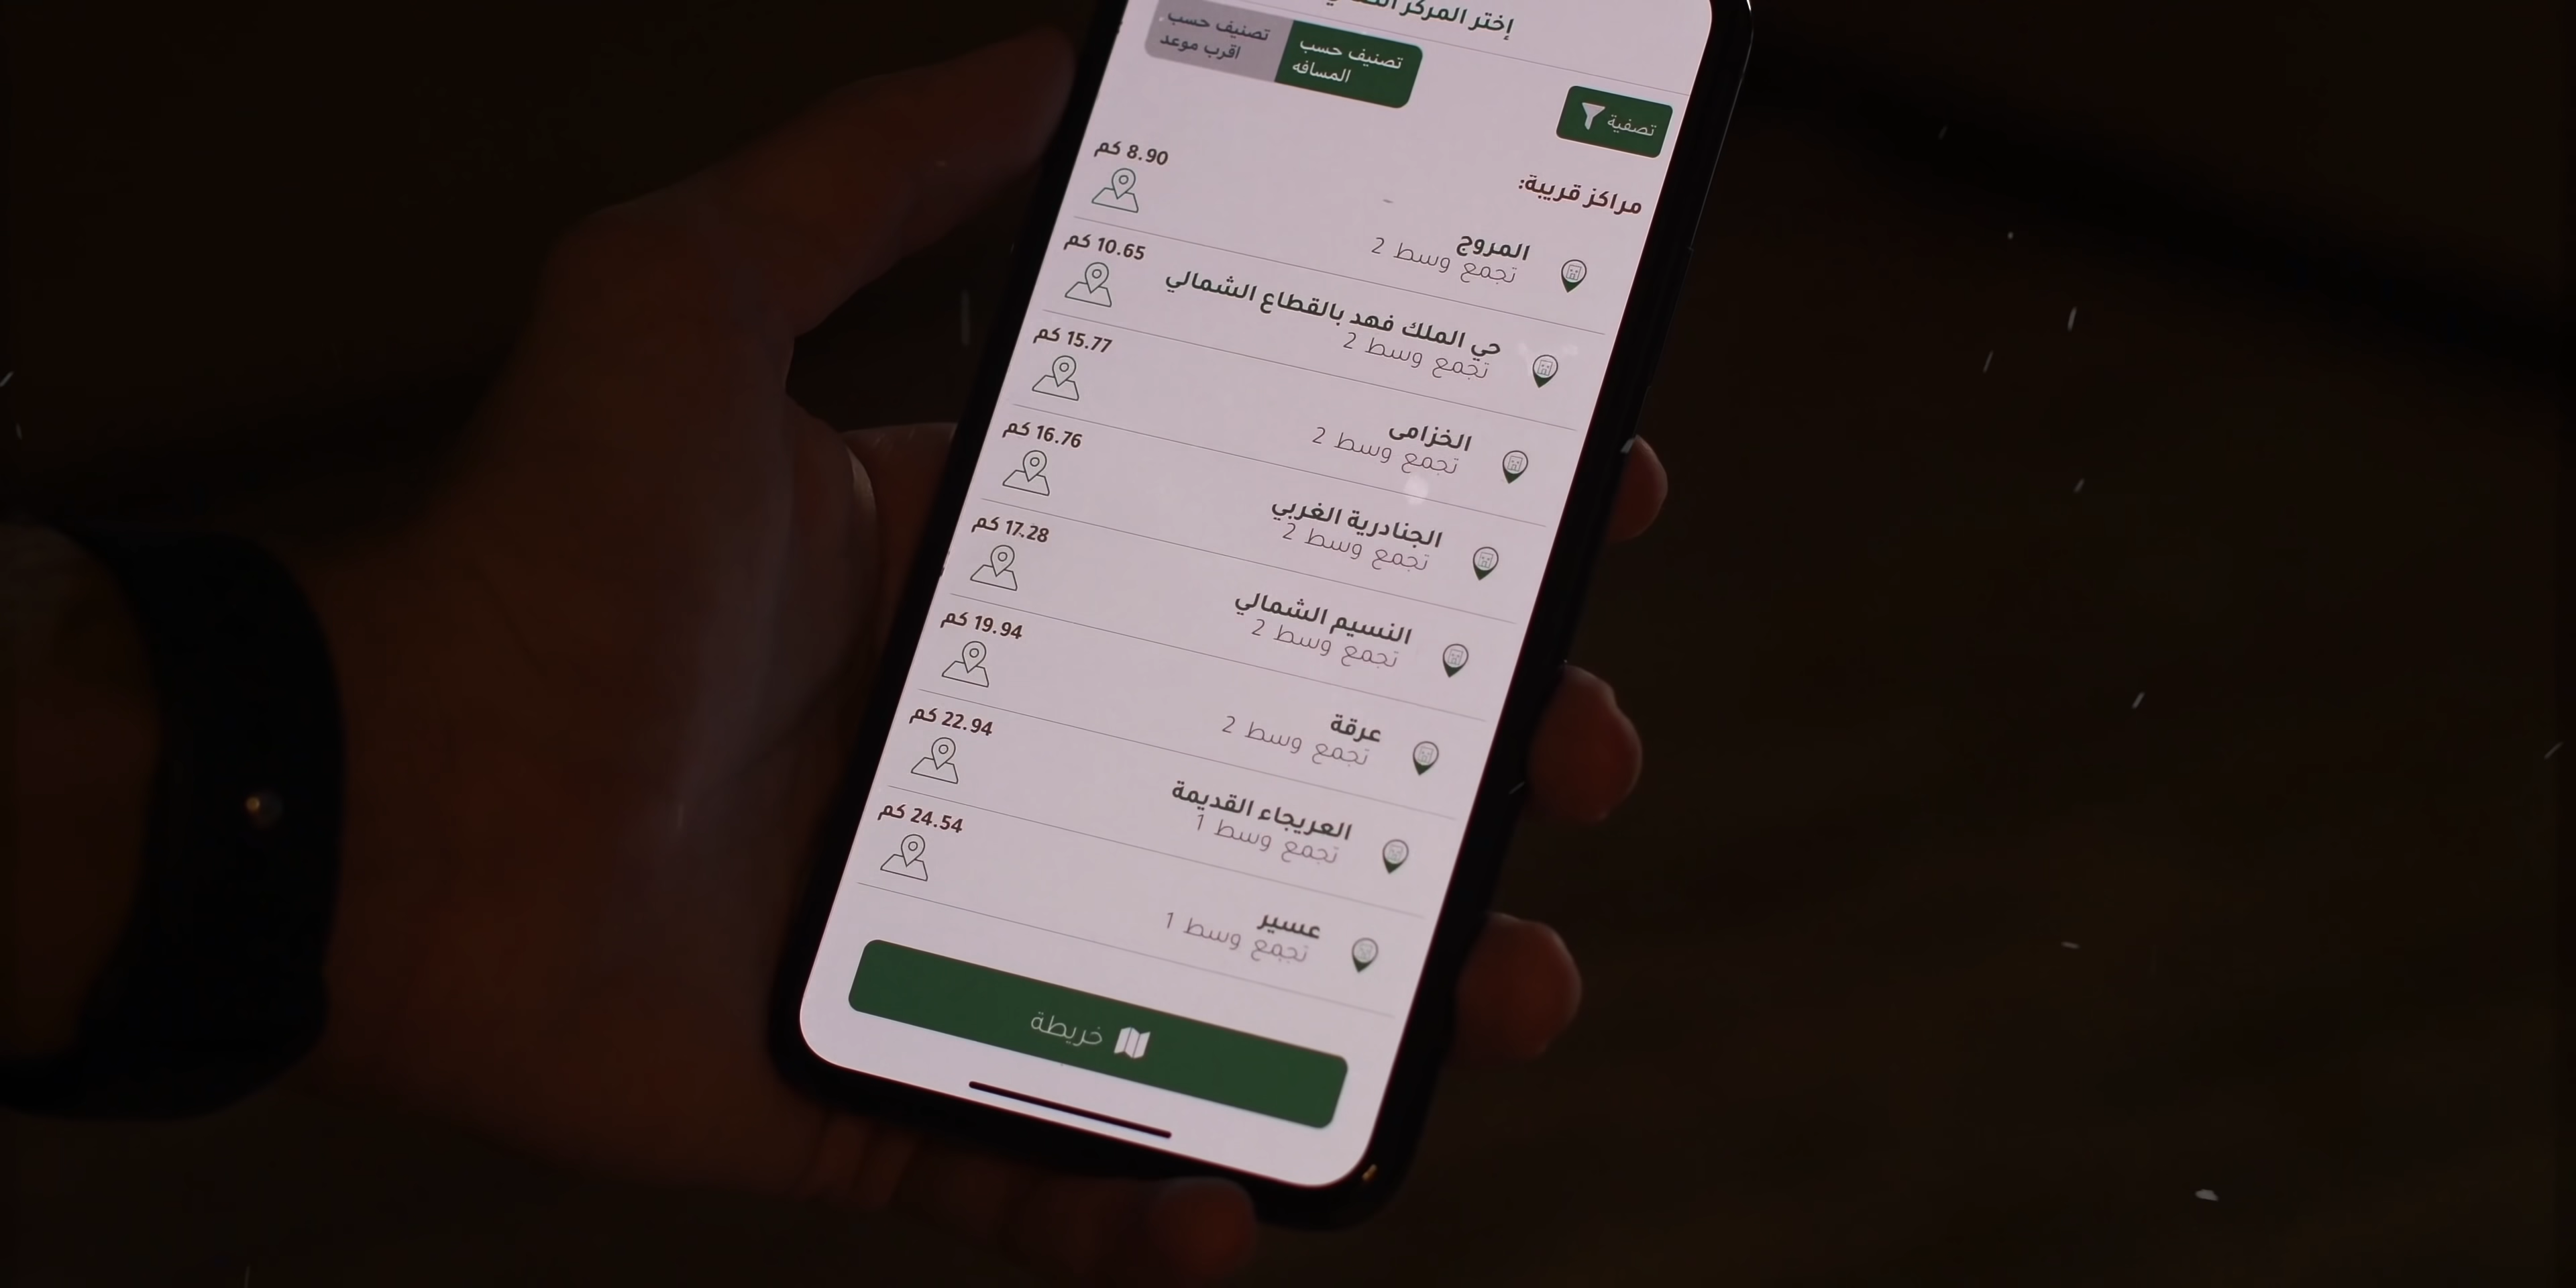 إختر المركز
تصنيف حسب المسافه
تصنيف حسب اقرب موعد
تصفية
مراكز قريبة:
8.90 كم
المروج
تجمع وسط 2
10.65 كم
حي الملك فهد بالقطاع الشمالي
تجمع وسط 2
15.77 كم
الخزامى
تجمع وسط 2
16.76 كم
الجنادرية الغربي
تجمع وسط 2
17.28 كم
النسيم الشمالي
تجمع وسط 2
19.94 كم
عرقة
تجمع وسط 2
22.94 كم
العريجاء القديمة
تجمع وسط 1
24.54 كم
عسير
تجمع وسط 1
خريطة